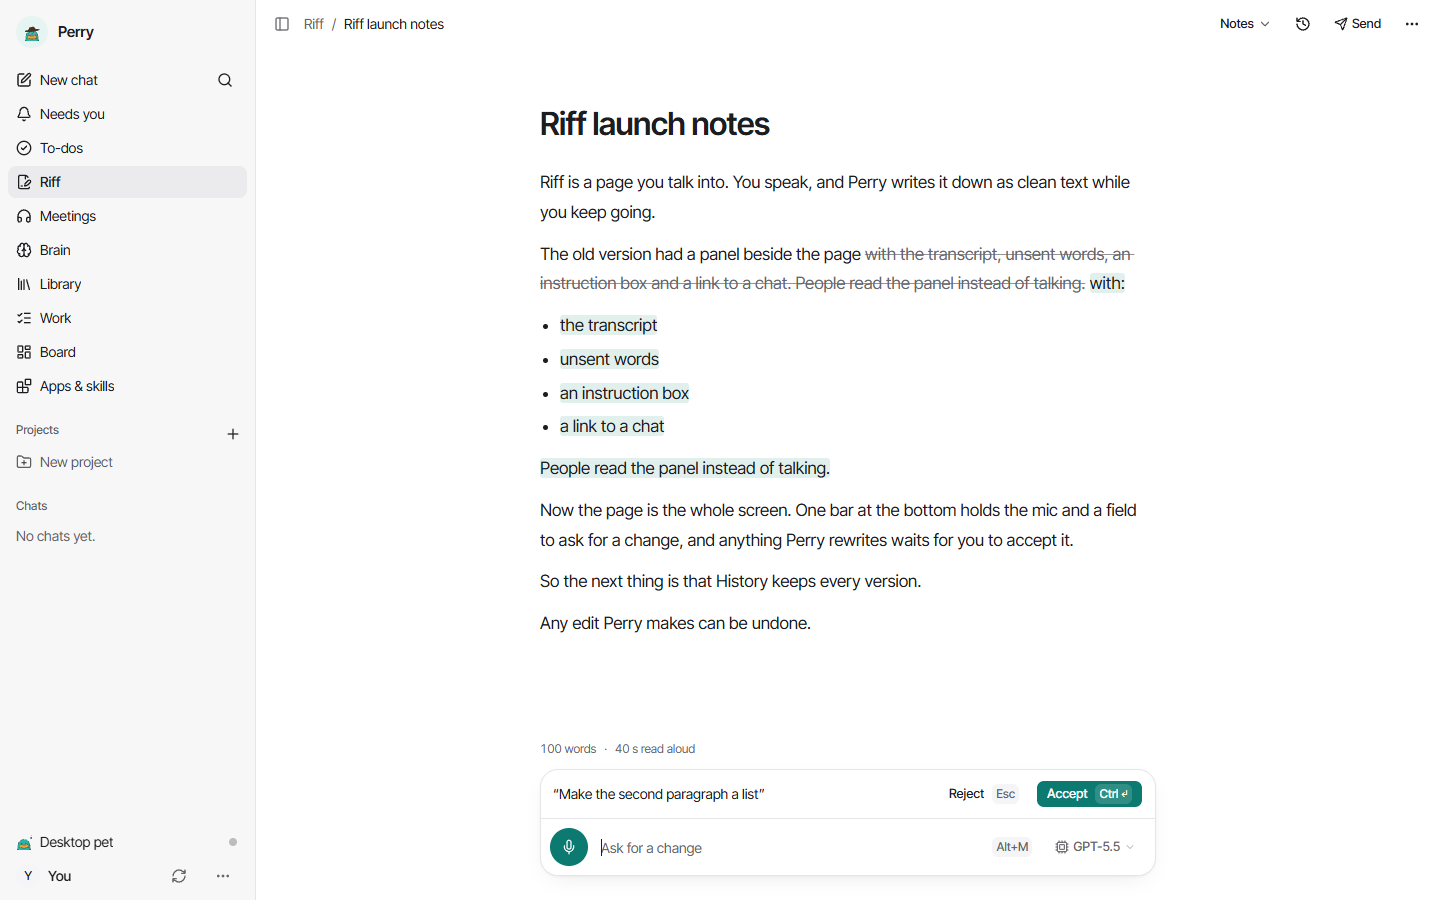 Perry
New chat
Needs you
To-dos
Riff
Meetings
Brain
Library
Work
Board
Apps & skills
Projects
New project
Chats
No chats yet.
Desktop pet
Y You
Riff / Riff launch notes
Notes
Send
Riff launch notes
Riff is a page you talk into. You speak, and Perry writes it down as clean text while
you keep going.
The old version had a panel beside the page with the transcript, unsent words, an
instruction box and a link to a chat. People read the panel instead of talking. with:
• the transcript
• unsent words
• an instruction box
• a link to a chat
People read the panel instead of talking.
Now the page is the whole screen. One bar at the bottom holds the mic and a field
to ask for a change, and anything Perry rewrites waits for you to accept it.
So the next thing is that History keeps every version.
Any edit Perry makes can be undone.
100 words · 40 s read aloud
“Make the second paragraph a list” Reject Esc Accept Ctrl ↵
Ask for a change Alt+M GPT-5.5